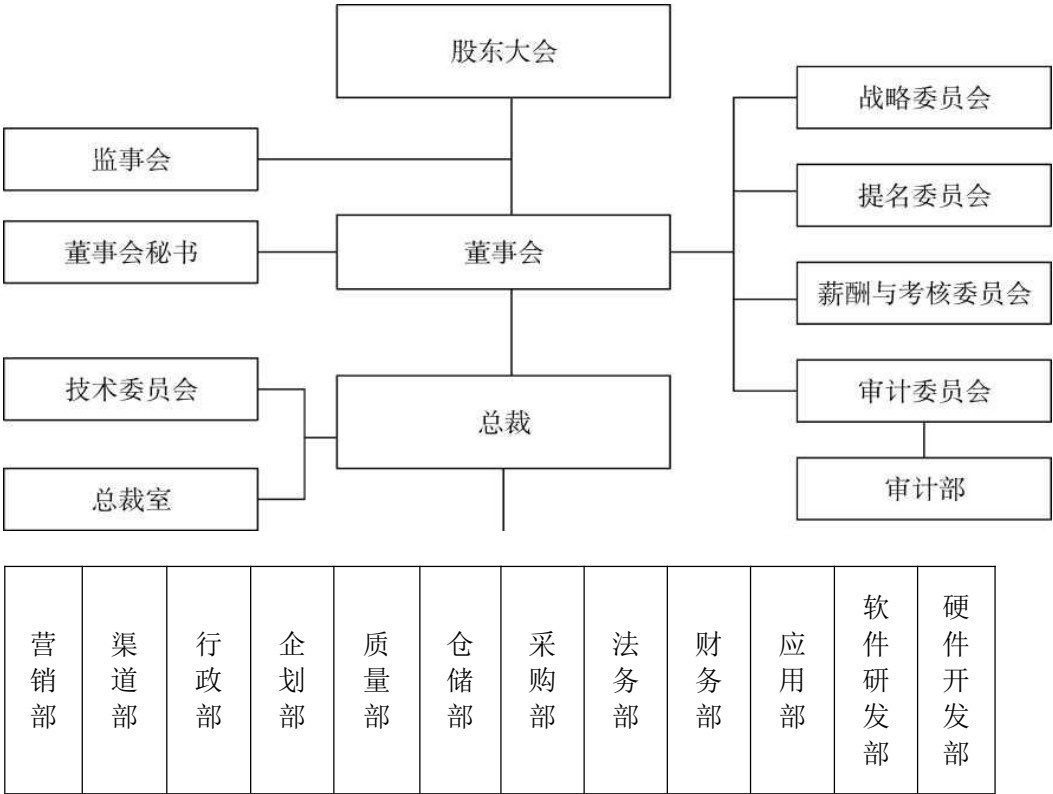 股东大会
战略委员会
监事会
提名委员会
董事会秘书
董事会
薪酬与考核委员会
技术委员会
总裁
审计委员会
总裁室
审计部
营销部
渠道部
行政部
企划部
质量部
仓储部
采购部
法务部
财务部
应用部
软件研发部
硬件开发部